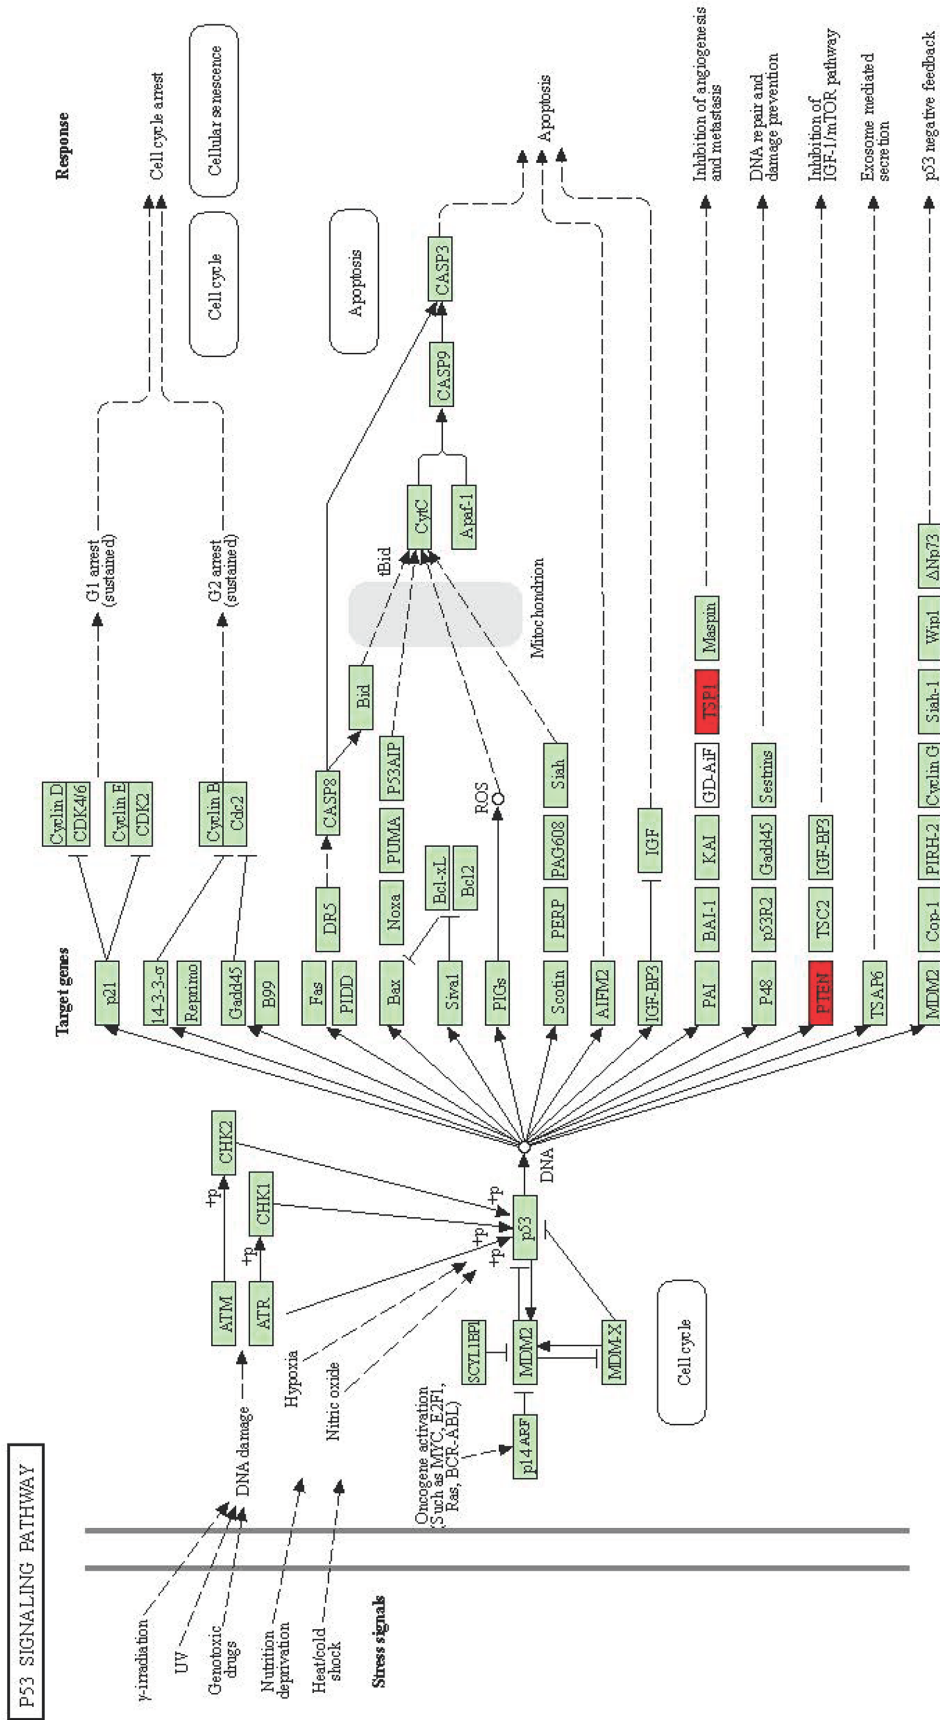 P53 SIGNALING PATHWAY
Target genes
Response
Stress signals
γ-irradiation
UV
Genotoxic
drugs
Nutrition
deprivation
Heat/cold
shock
DNA damage
Hypoxia
Nitric oxide
ATM
ATR
+p
+p
CHK2
CHK1
Oncogene activation
(Such as MYC, E2F1,
Ras, BCR-ABL)
p14ARF
SCYL1BP1
MDM2
MDM-X
+p
+p
+p
p53
DNA
Cell cycle
p21
Cyclin D
CDK4/6
Cyclin E
CDK2
G1 arrest
(sustained)
Cell cycle arrest
14-3-3-σ
Reprimo
Gadd45
B99
Cyclin B
Cdc2
G2 arrest
(sustained)
Cell cycle
Cellular senescence
Fas
PIDD
DR5
CASP8
Bid
tBid
Apoptosis
Bax
Noxa
PUMA
P53AIP
Mitochondrion
CytC
Apaf-1
CASP9
CASP3
Apoptosis
Siva1
Bcl-xL
Bcl2
PIGs
ROS
Scotin
PERP
PAG608
Siah
AIFM2
IGF-BP3
IGF
PAI
BAI-1
KAI
GD-AiF
TSP1
Maspin
Inhibition of angiogenesis
and metastasis
P48
p53R2
Gadd45
Sestrins
DNA repair and
damage prevention
PTEN
TSC2
IGF-BP3
Inhibition of
IGF-1/mTOR pathway
TSAP6
Exosome mediated
secretion
MDM2
Cop-1
PIRH-2
Cyclin G
Siah-1
Wip1
ΔNp73
p53 negative feedback